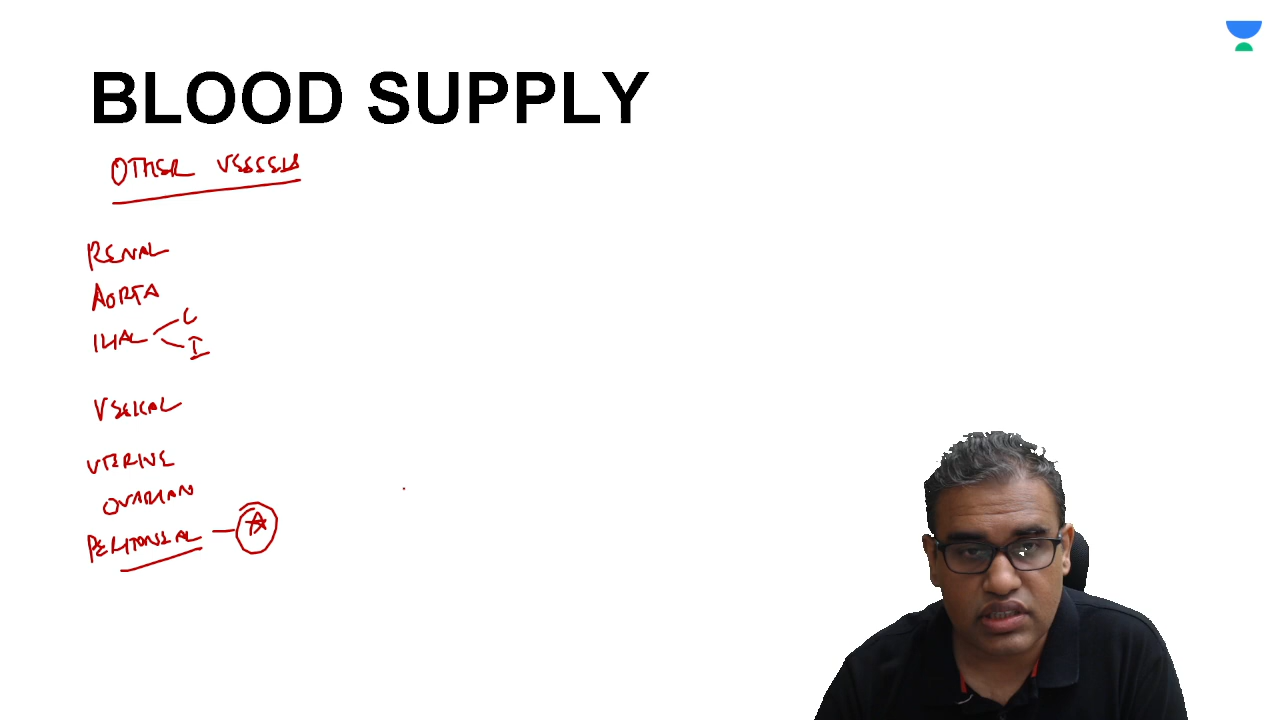 BLOOD SUPPLY
OTHER VESSELS
RENAL
AORTA
ILIAC C
I
VESICAL
UTERINE
OVARIAN
PERITONEAL